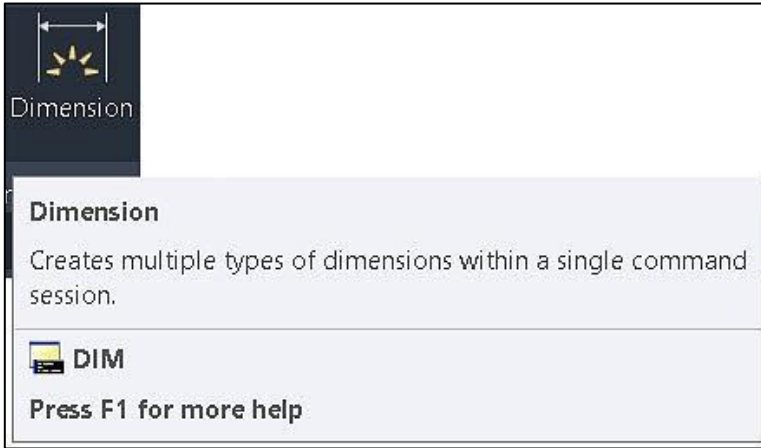 Dimension
Dimension
Creates multiple types of dimensions within a single command
session.
DIM
Press F1 for more help